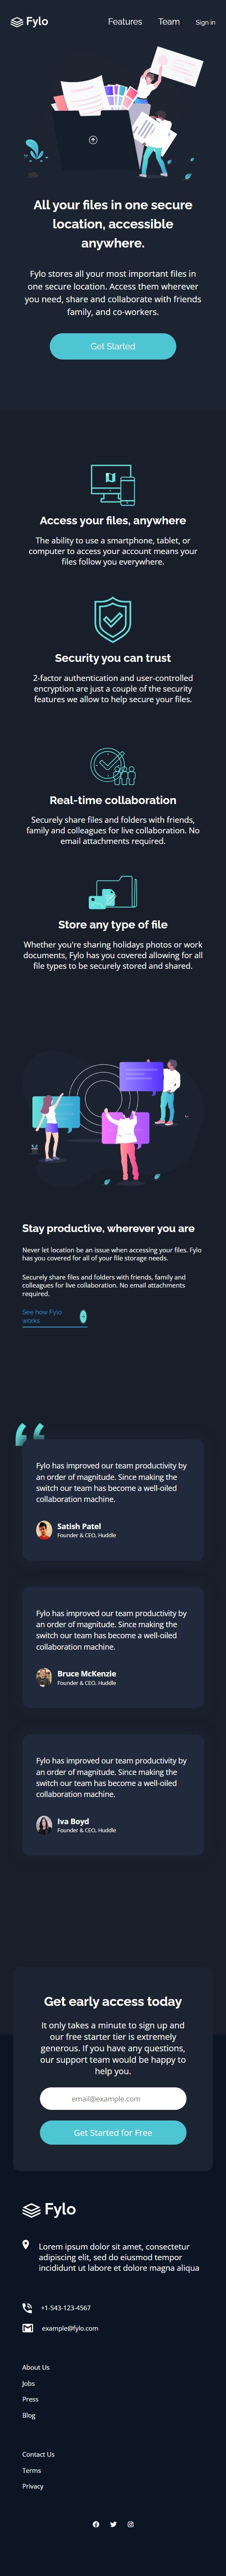 Fylo
Features
Team
Sign in
All your files in one secure
location, accessible
anywhere.
Fylo stores all your most important files in
one secure location. Access them wherever
you need, share and collaborate with friends
family, and co-workers.
Get Started
Access your files, anywhere
The ability to use a smartphone, tablet, or
computer to access your account means your
files follow you everywhere.
Security you can trust
2-factor authentication and user-controlled
encryption are just a couple of the security
features we allow to help secure your files.
Real-time collaboration
Securely share files and folders with friends,
family and colleagues for live collaboration. No
email attachments required.
Store any type of file
Whether you're sharing holidays photos or work
documents, Fylo has you covered allowing for all
file types to be securely stored and shared.
Stay productive, wherever you are
Never let location be an issue when accessing your files. Fylo
has you covered for all of your file storage needs.
Securely share files and folders with friends, family and
colleagues for live collaboration. No email attachments
required.
See how Fylo
works
Fylo has improved our team productivity by
an order of magnitude. Since making the
switch our team has become a well-oiled
collaboration machine.
Satish Patel
Founder & CEO, Huddle
Fylo has improved our team productivity by
an order of magnitude. Since making the
switch our team has become a well-oiled
collaboration machine.
Bruce McKenzie
Founder & CEO, Huddle
Fylo has improved our team productivity by
an order of magnitude. Since making the
switch our team has become a well-oiled
collaboration machine.
Iva Boyd
Founder & CEO, Huddle
Get early access today
It only takes a minute to sign up and
our free starter tier is extremely
generous. If you have any questions,
our support team would be happy to
help you.
email@example.com
Get Started for Free
Fylo
Lorem ipsum dolor sit amet, consectetur
adipiscing elit, sed do eiusmod tempor
incididunt ut labore et dolore magna aliqua
+1-543-123-4567
example@fylo.com
About Us
Jobs
Press
Blog
Contact Us
Terms
Privacy